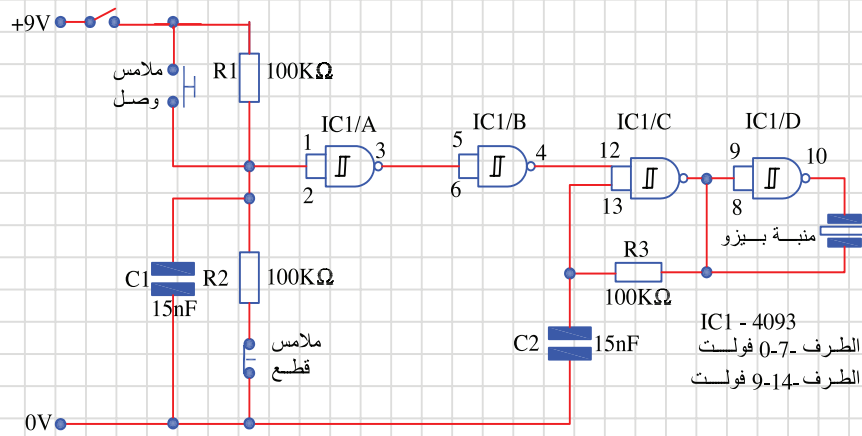 +9V
ملامس
وصل
R1
100KΩ
IC1/A
1
2
3
IC1/B
5
6
4
IC1/C
12
13
IC1/D
9
8
10
منبة بيزو
C1
15nF
R2
100KΩ
ملامس
قطع
R3
100KΩ
C2
15nF
IC1 - 4093
الطرف -7-0 فولت
الطرف -14-9 فولت
0V